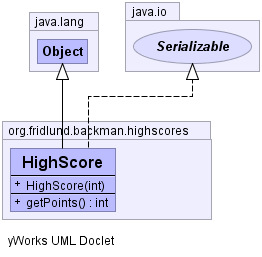 java.lang
java.io
Object
Serializable
org.fridlund.backman.highscores
HighScore
+ HighScore(int)
+ getPoints() : int
yWorks UML Doclet